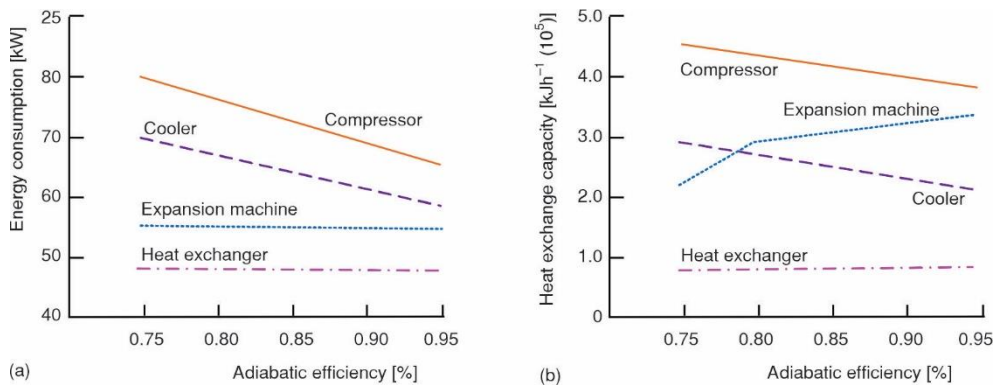 25
80
70
60
50
40
Energy consumption [kW]
Compressor
Cooler
Expansion machine
Heat exchanger
0.75 0.80 0.85 0.90 0.95
(a)
Adiabatic efficiency [%]
5.0
4.0
3.0
2.0
1.0
0
Heat exchange capacity [kJh⁻¹ (10⁵)]
Compressor
Expansion machine
Cooler
Heat exchanger
0.75 0.80 0.85 0.90 0.95
(b)
Adiabatic efficiency [%]